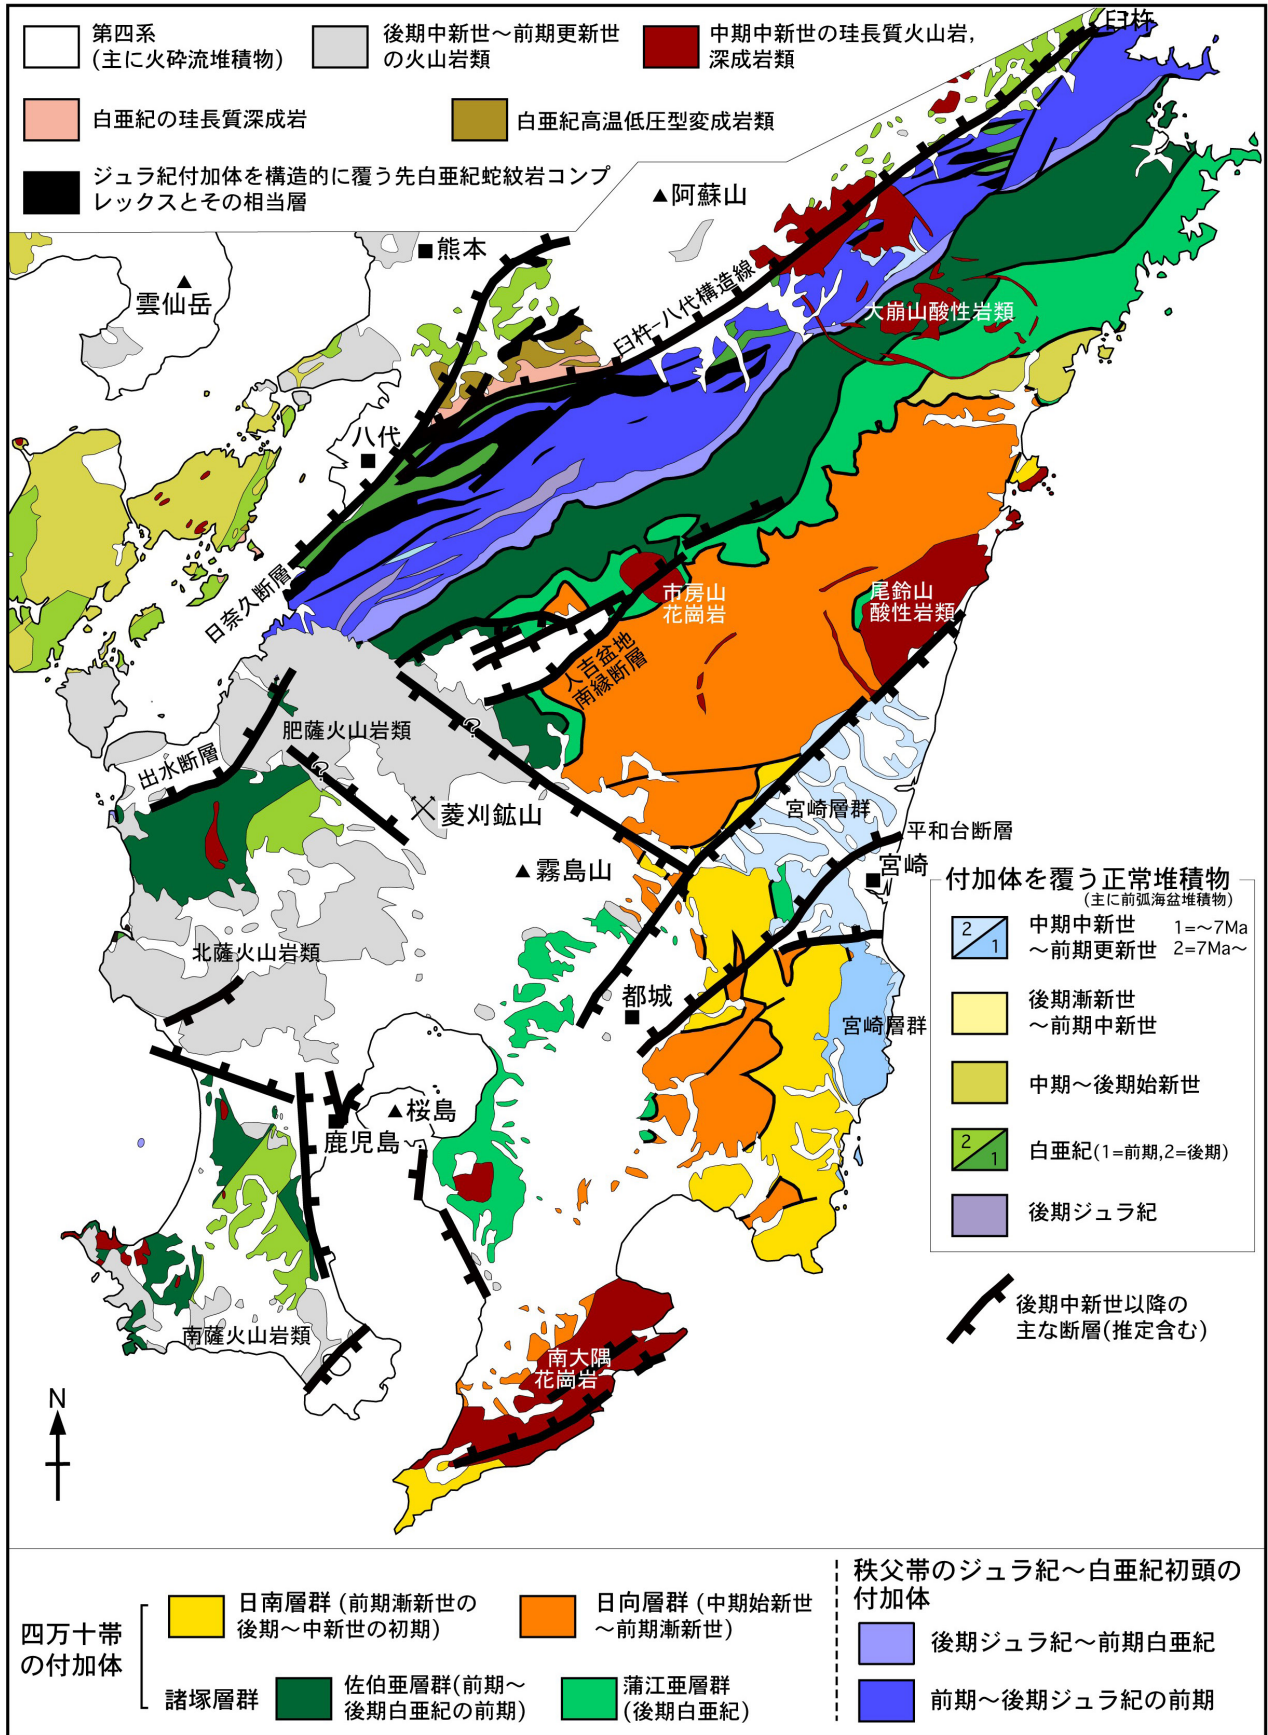 第四系
(主に火砕流堆積物)
後期中新世～前期更新世
の火山岩類
中期中新世の珪長質火山岩,
深成岩類
白亜紀の珪長質深成岩
白亜紀高温低圧型変成岩類
ジュラ紀付加体を構造的に覆う先白亜紀蛇紋岩コンプ
レックスとその相当層
臼杵
▲阿蘇山
■熊本
雲仙岳
臼杵-八代構造線
大崩山酸性岩類
八代
日奈久断層
市房山
花崗岩
尾鈴山
酸性岩類
人吉盆地
南縁断層
?
肥薩火山岩類
出水断層
?
菱刈鉱山
宮崎層群
平和台断層
▲霧島山
宮崎
北薩火山岩類
都城
宮崎層群
▲桜島
鹿児島
南薩火山岩類
南大隅
花崗岩
N
付加体を覆う正常堆積物
(主に前弧海盆堆積物)
2
1
中期中新世
～前期更新世
1=～7Ma
2=7Ma～
後期漸新世
～前期中新世
中期～後期始新世
2
1
白亜紀(1=前期,2=後期)
後期ジュラ紀
後期中新世以降の
主な断層(推定含む)
四万十帯
の付加体
日南層群 (前期漸新世の
後期～中新世の初期)
日向層群 (中期始新世
～前期漸新世)
諸塚層群
佐伯亜層群(前期～
後期白亜紀の前期)
蒲江亜層群
(後期白亜紀)
秩父帯のジュラ紀～白亜紀初頭の
付加体
後期ジュラ紀～前期白亜紀
前期～後期ジュラ紀の前期